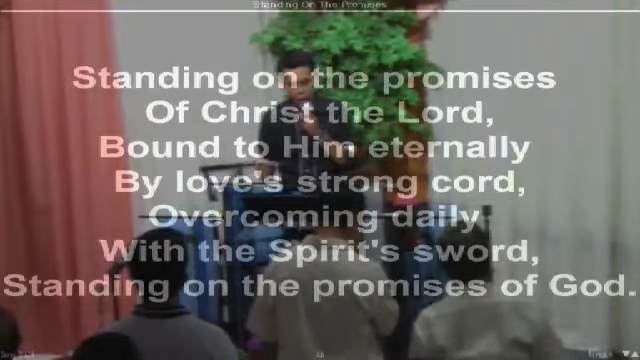 Standing On The Promises
Standing on the promises
Of Christ the Lord,
Bound to Him eternally
By love's strong cord,
Overcoming daily
With the Spirit's sword,
Standing on the promises of God.